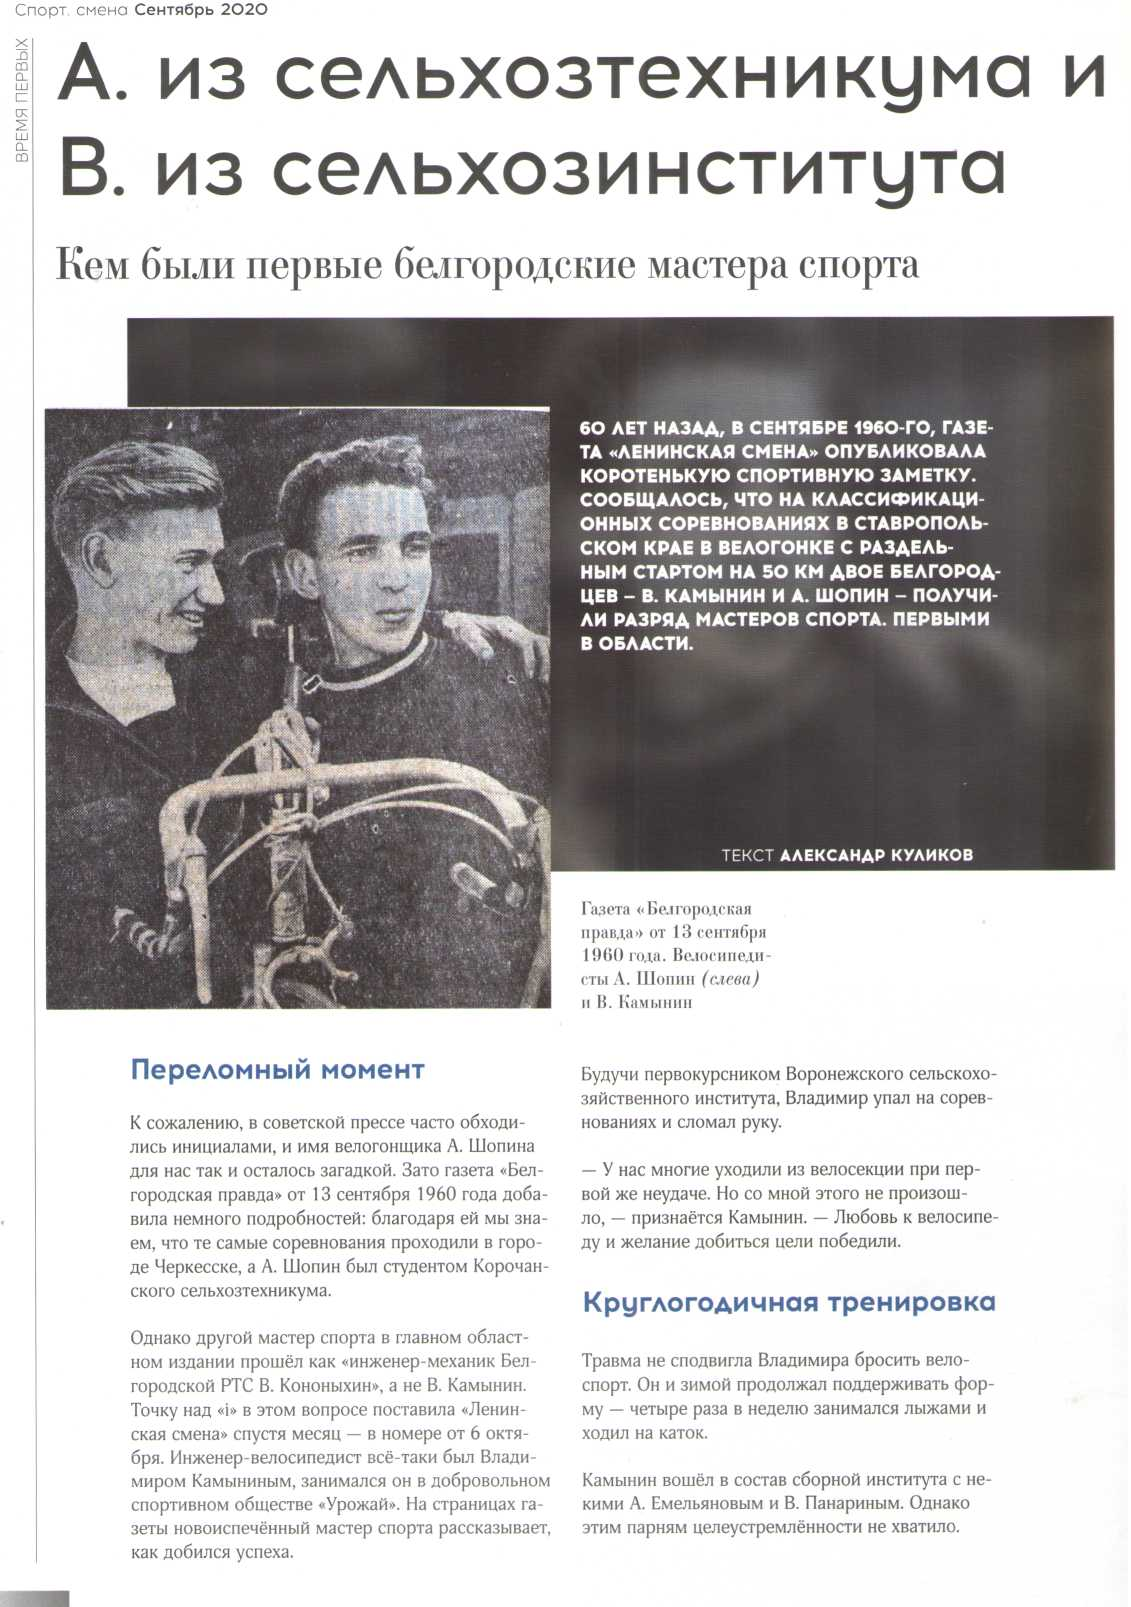 Спорт. смена Сентябрь 2020
ВРЕМЯ ПЕРВЫХ
А. из сельхозтехникума и
В. из сельхозинститута
Кем были первые белгородские мастера спорта
60 ЛЕТ НАЗАД, В СЕНТЯБРЕ 1960-ГО, ГАЗЕ-
ТА «ЛЕНИНСКАЯ СМЕНА» ОПУБЛИКОВАЛА
КОРОТЕНЬКУЮ СПОРТИВНУЮ ЗАМЕТКУ.
СООБЩАЛОСЬ, ЧТО НА КЛАССИФИКАЦИ-
ОННЫХ СОРЕВНОВАНИЯХ В СТАВРОПОЛЬ-
СКОМ КРАЕ В ВЕЛОГОНКЕ С РАЗДЕЛЬ-
НЫМ СТАРТОМ НА 50 КМ ДВОЕ БЕЛГОРОД-
ЦЕВ – В. КАМЫНИН И А. ШОПИН – ПОЛУЧИ-
ЛИ РАЗРЯД МАСТЕРОВ СПОРТА. ПЕРВЫМИ
В ОБЛАСТИ.
ТЕКСТ АЛЕКСАНДР КУЛИКОВ
Газета «Белгородская
правда» от 13 сентября
1960 года. Велосипеди-
сты А. Шопин (слева)
и В. Камынин
Переломный момент
К сожалению, в советской прессе часто обходи-
лись инициалами, и имя велогонщика А. Шопина
для нас так и осталось загадкой. Зато газета «Бел-
городская правда» от 13 сентября 1960 года доба-
вила немного подробностей: благодаря ей мы зна-
ем, что те самые соревнования проходили в горо-
де Черкесске, а А. Шопин был студентом Корочан-
ского сельхозтехникума.
Однако другой мастер спорта в главном област-
ном издании прошёл как «инженер-механик Бел-
городской РТС В. Кононыхин», а не В. Камынин.
Точку над «i» в этом вопросе поставила «Ленин-
ская смена» спустя месяц — в номере от 6 октя-
бря. Инженер-велосипедист всё-таки был Влади-
миром Камыниным, занимался он в добровольном
спортивном обществе «Урожай». На страницах га-
зеты новоиспечённый мастер спорта рассказывает,
как добился успеха.
Будучи первокурсником Воронежского сельскохо-
зяйственного института, Владимир упал на сорев-
нованиях и сломал руку.
— У нас многие уходили из велосекции при пер-
вой же неудаче. Но со мной этого не произош-
ло, — признаётся Камынин. — Любовь к велосипе-
ду и желание добиться цели победили.
Круглогодичная тренировка
Травма не сподвигла Владимира бросить вело-
спорт. Он и зимой продолжал поддерживать фор-
му — четыре раза в неделю занимался лыжами и
ходил на каток.
Камынин вошёл в состав сборной института с не-
кими А. Емельяновым и В. Панариным. Однако
этим парням целеустремлённости не хватило.